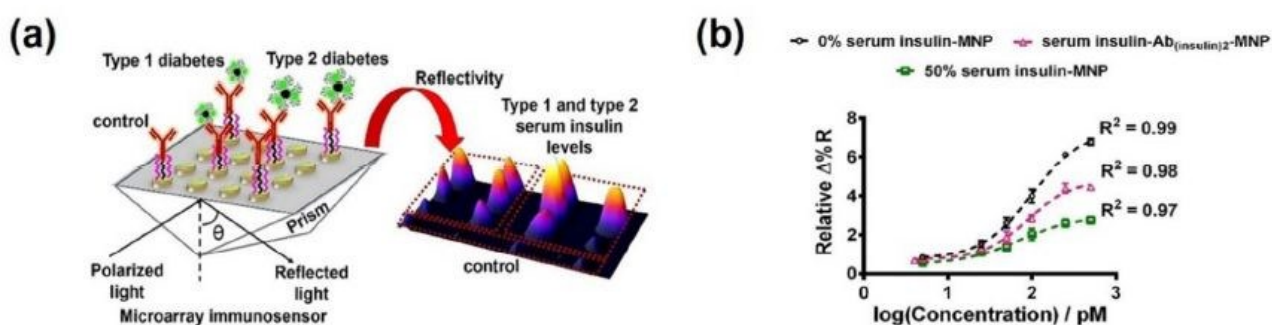 (a)
Type 1 diabetes
Type 2 diabetes
control
Reflectivity
Type 1 and type 2
serum insulin
levels
Prism
θ
Polarized
light
Reflected
light
control
Microarray immunosensor
(b)
0% serum insulin-MNP
serum insulin-Ab(insulin)2-MNP
50% serum insulin-MNP
Relative Δ% R
8
6
4
2
0
R² = 0.99
R² = 0.98
R² = 0.97
0 1 2 3
log(Concentration) / pM